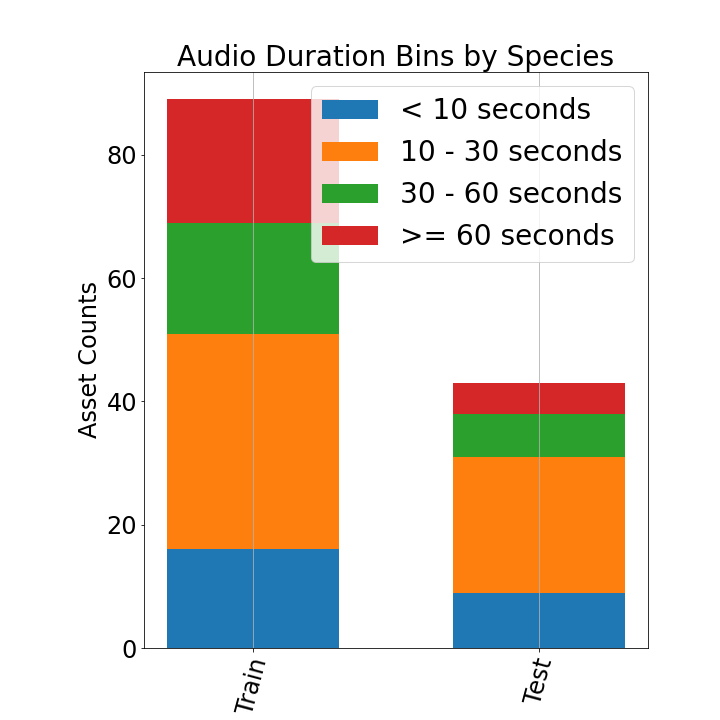 Audio Duration Bins by Species
< 10 seconds
10 - 30 seconds
30 - 60 seconds
>= 60 seconds
Asset Counts
80
60
40
20
0
Train
Test